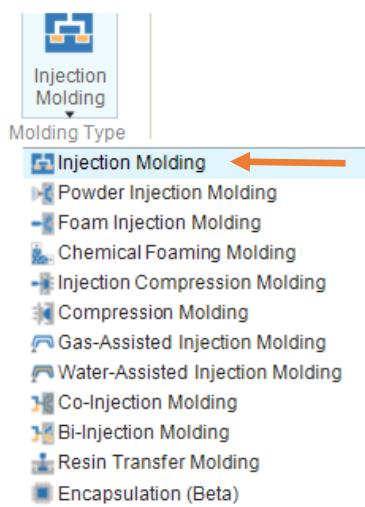 Injection
Molding
Molding Type
Injection Molding
Powder Injection Molding
Foam Injection Molding
Chemical Foaming Molding
Injection Compression Molding
Compression Molding
Gas-Assisted Injection Molding
Water-Assisted Injection Molding
Co-Injection Molding
Bi-Injection Molding
Resin Transfer Molding
Encapsulation (Beta)